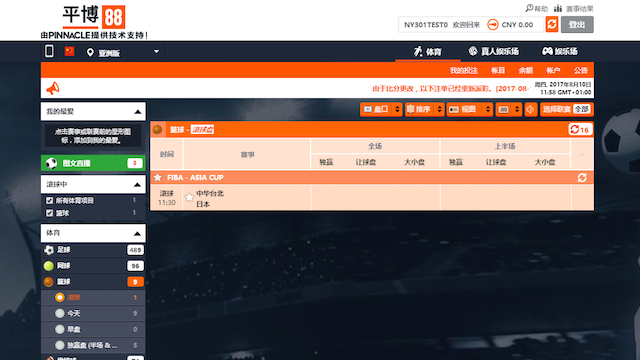 平博 88
由PINNACLE提供技术支持!
帮助 赛事结果
NY301TEST0 欢迎回来 CNY 0.00 登出
亚洲版 体育 真人娱乐场 娱乐场
我的投注 帐目 余额 帐户 公告
由于比分更改，以下注单已经重新派彩。[2017-08-
周四, 2017年8月10日
11:58 GMT+01:00
我的最爱
盘口 排序 视图 选择联赛 全部
点击赛事或联赛前的星形图
标，添加到我的最爱。
图文直播 3
滚球中
所有体育项目 1
篮球 1
体育
足球 489
网球 96
篮球 9
滚球 1
今天 9
早盘 0
独赢盘 (半场 & ... 0
篮球 - 滚球盘 16
时间 赛事 全场 上半场
独赢 让球盘 大小盘 独赢 让球盘 大小盘
FIBA - ASIA CUP
滚球 中华台北
11:30 日本